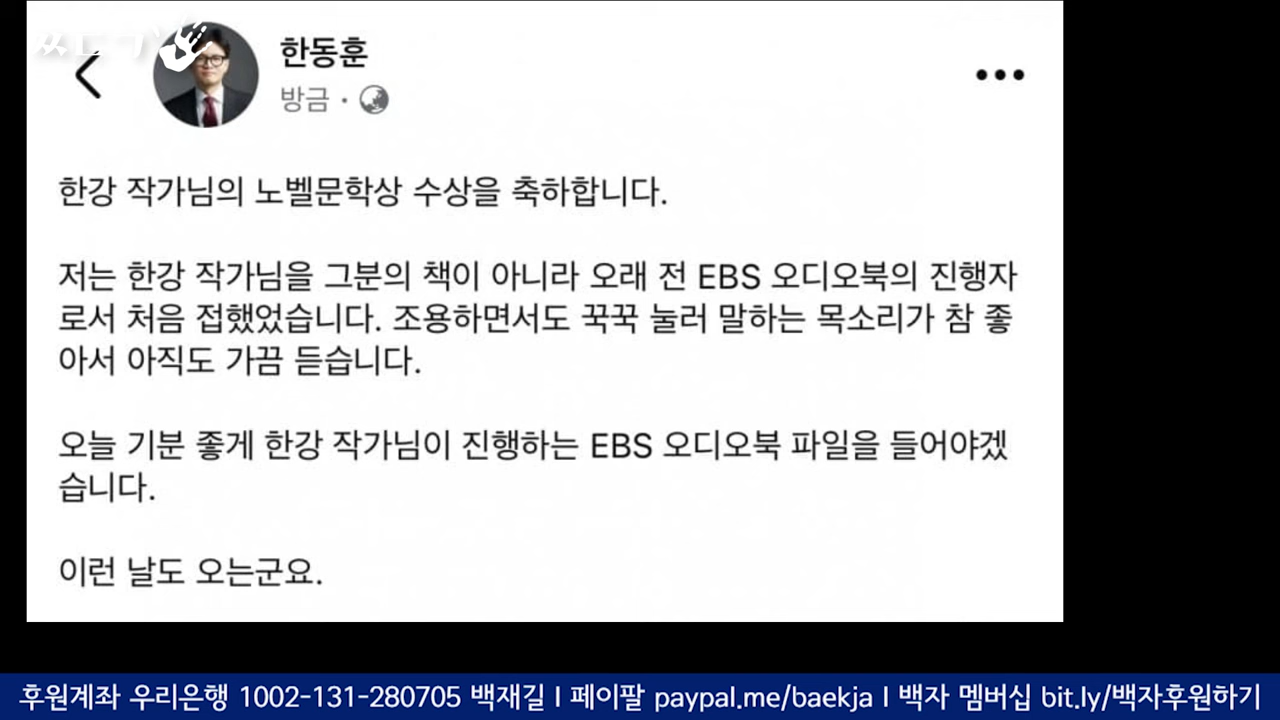 한동훈
방금 ·
한강 작가님의 노벨문학상 수상을 축하합니다.
저는 한강 작가님을 그분의 책이 아니라 오래 전 EBS 오디오북의 진행자
로서 처음 접했었습니다. 조용하면서도 꾹꾹 눌러 말하는 목소리가 참 좋
아서 아직도 가끔 듣습니다.
오늘 기분 좋게 한강 작가님이 진행하는 EBS 오디오북 파일을 들어야겠
습니다.
이런 날도 오는군요.
후원계좌 우리은행 1002-131-280705 백재길 I 페이팔 paypal.me/baekja I 백자 멤버십 bit.ly/백자후원하기